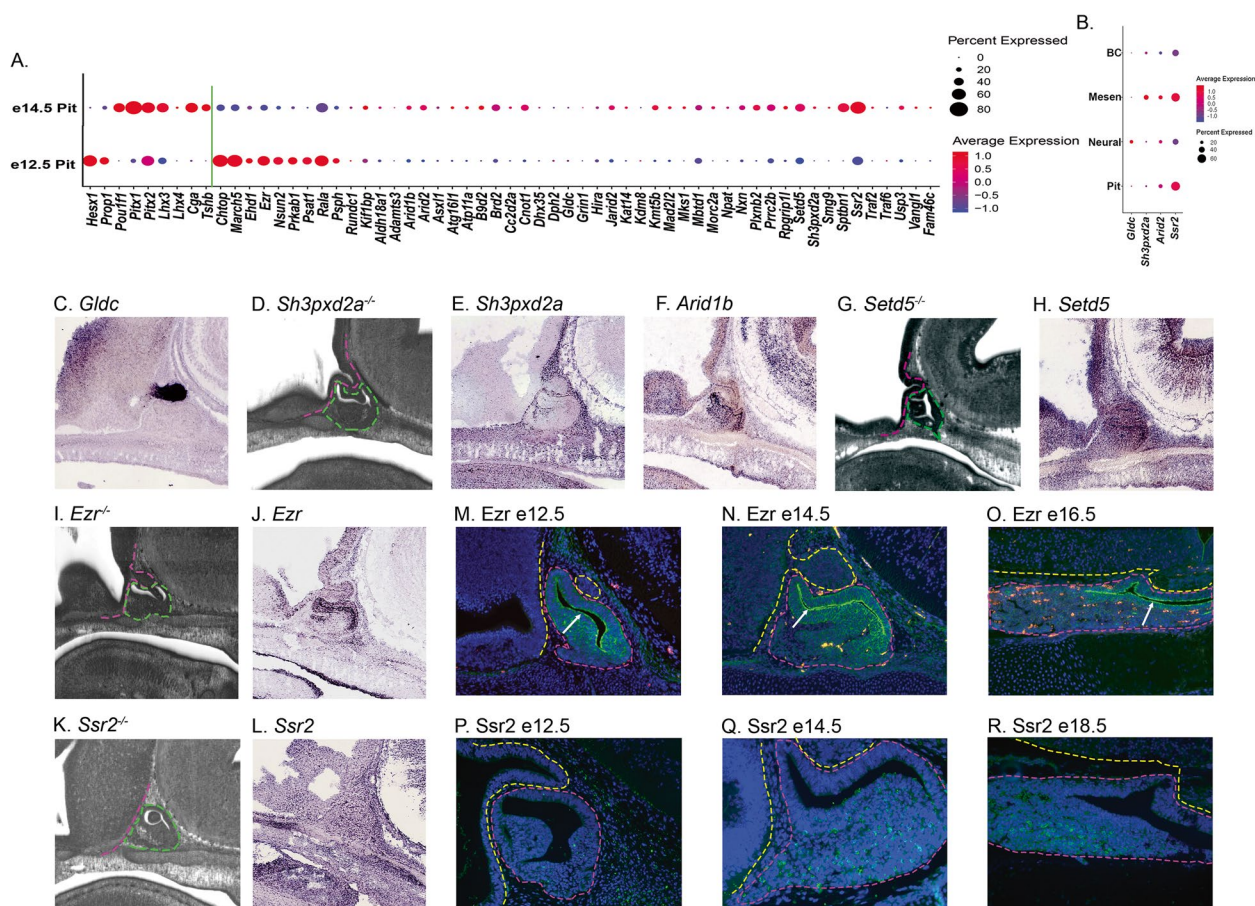 A.
Percent Expressed
0
20
40
60
80
Average Expression
1.0
0.5
0.0
-0.5
-1.0
e14.5 Pit
e12.5 Pit
Hesx1
Prop1
Pou1f1
Pitx1
Pitx2
Lhx3
Lhx4
Cga
Tshb
Chtop
March5
Ehd1
Ezr
Nsun2
Prkab1
Psat1
Rala
Psph
Rundc1
Kif1bp
Aldh18a1
Adamts3
Arid1b
Arid2
Asxl1
Atg16l1
Atp11a
B9d2
Brd2
Cc2d2a
Cnot1
Dhx35
Dph2
Gldc
Grin1
Hira
Jarid2
Kat14
Kdm8
Kmt5b
Mad2l2
Mks1
Mbtd1
Morc2a
Npat
Nxn
Plxnb2
Prrc2b
Rpgrip1l
Setd5
Sh3pxd2a
Smg9
Sptbn1
Ssr2
Traf2
Traf6
Usp3
Vangl1
Fam46c
B.
BC
Mesen
Neural
Pit
Gldc
Sh3pxd2a
Arid2
Ssr2
Average Expression
1.0
0.5
0.0
-0.5
-1.0
Percent Expressed
20
40
60
C. Gldc
D. Sh3pxd2a-/-
E. Sh3pxd2a
F. Arid1b
G. Setd5-/-
H. Setd5
I. Ezr-/-
J. Ezr
M. Ezr e12.5
N. Ezr e14.5
O. Ezr e16.5
K. Ssr2-/-
L. Ssr2
P. Ssr2 e12.5
Q. Ssr2 e14.5
R. Ssr2 e18.5